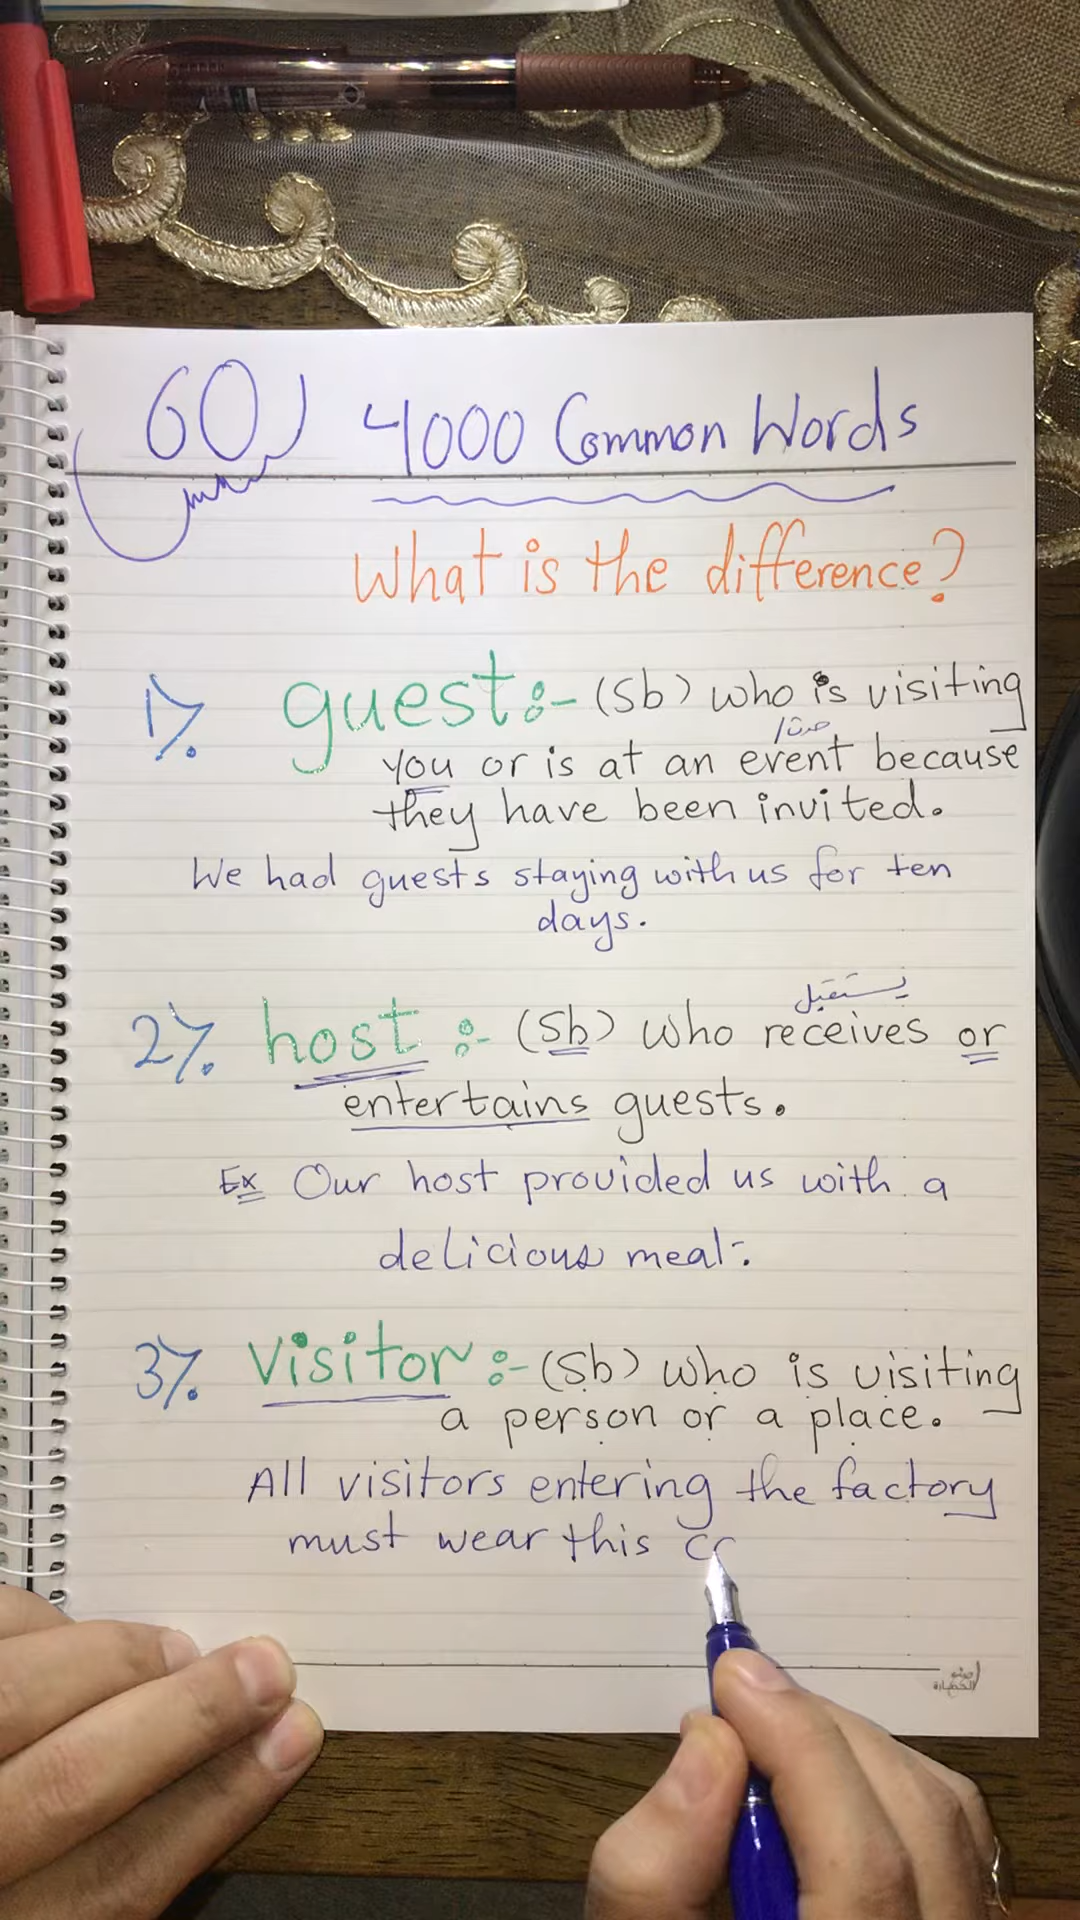 60) 4000 Common Words
What is the difference?
1٪ guest:- (Sb) who is visiting
حدث/
you or is at an event because
they have been invited.
We had guests staying with us for ten
days.
يستقبل
2٪ host :- (Sb) who receives or
entertains guests.
Ex Our host provided us with a
delicious meal.
3٪ visitor :- (Sb) who is visiting
a person or a place.
All visitors entering the factory
must wear this